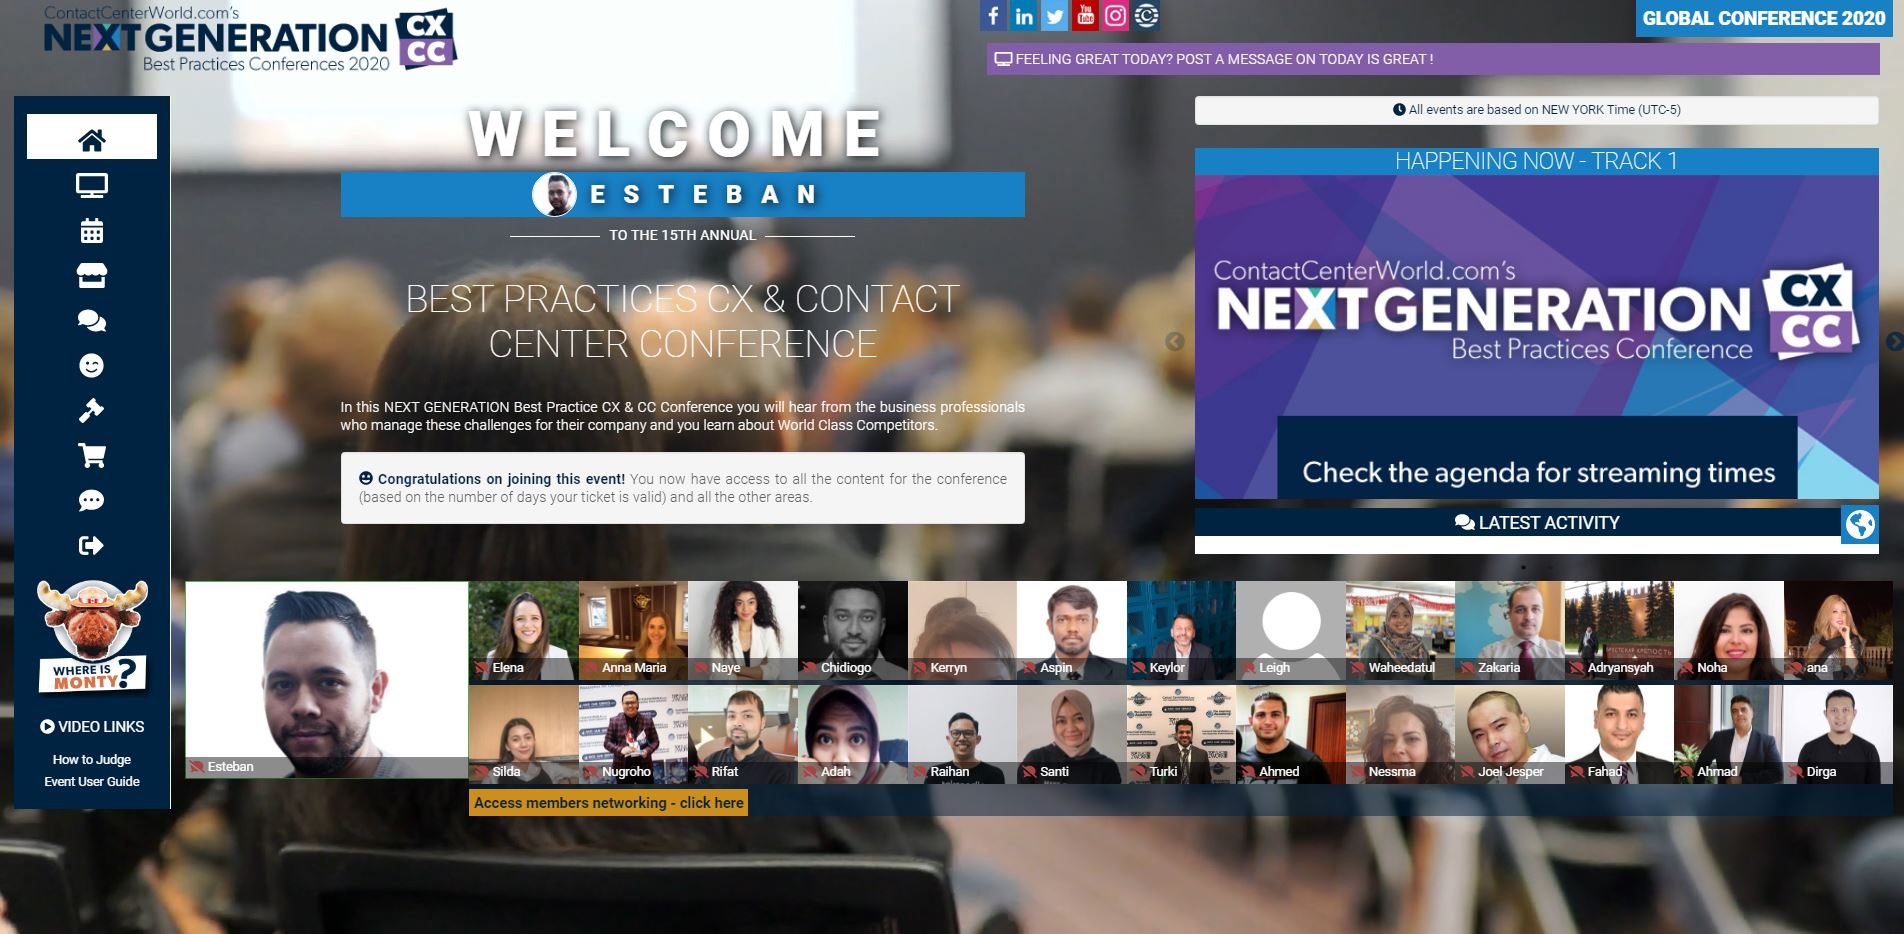 ContactCenterWorld.com's
NEXTGENERATION CX
CC
Best Practices Conferences 2020
f in You Tube
GLOBAL CONFERENCE 2020
FEELING GREAT TODAY? POST A MESSAGE ON TODAY IS GREAT !
WELCOME
ESTEBAN
TO THE 15TH ANNUAL
BEST PRACTICES CX & CONTACT
CENTER CONFERENCE
In this NEXT GENERATION Best Practice CX & CC Conference you will hear from the business professionals
who manage these challenges for their company and you learn about World Class Competitors.
Congratulations on joining this event! You now have access to all the content for the conference
(based on the number of days your ticket is valid) and all the other areas.
All events are based on NEW YORK Time (UTC-5)
HAPPENING NOW - TRACK 1
ContactCenterWorld.com's
NEXTGENERATION CX
CC
Best Practices Conference
Check the agenda for streaming times
LATEST ACTIVITY
WHERE IS
MONTY?
VIDEO LINKS
How to Judge
Event User Guide
Esteban
Elena Anna Maria Naye Chidiogo Kerryn Aspin Keylor Leigh Waheedatul Zakaria Adryansyah Noha ana
Silda Nugroho Rifat Adah Raihan Santi Turki Ahmed Nessma Joel Jesper Fahad Ahmad Dirga
Access members networking - click here